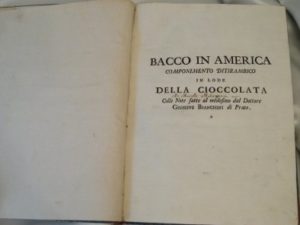 BACCO IN AMERICA
COMPONIMENTO DITIRAMBICO
IN LODE
DELLA CIOCCOLATA
Colle Note fatte al medesimo dal Dottore
GIUSEPPE BIANCHINI di Prato.